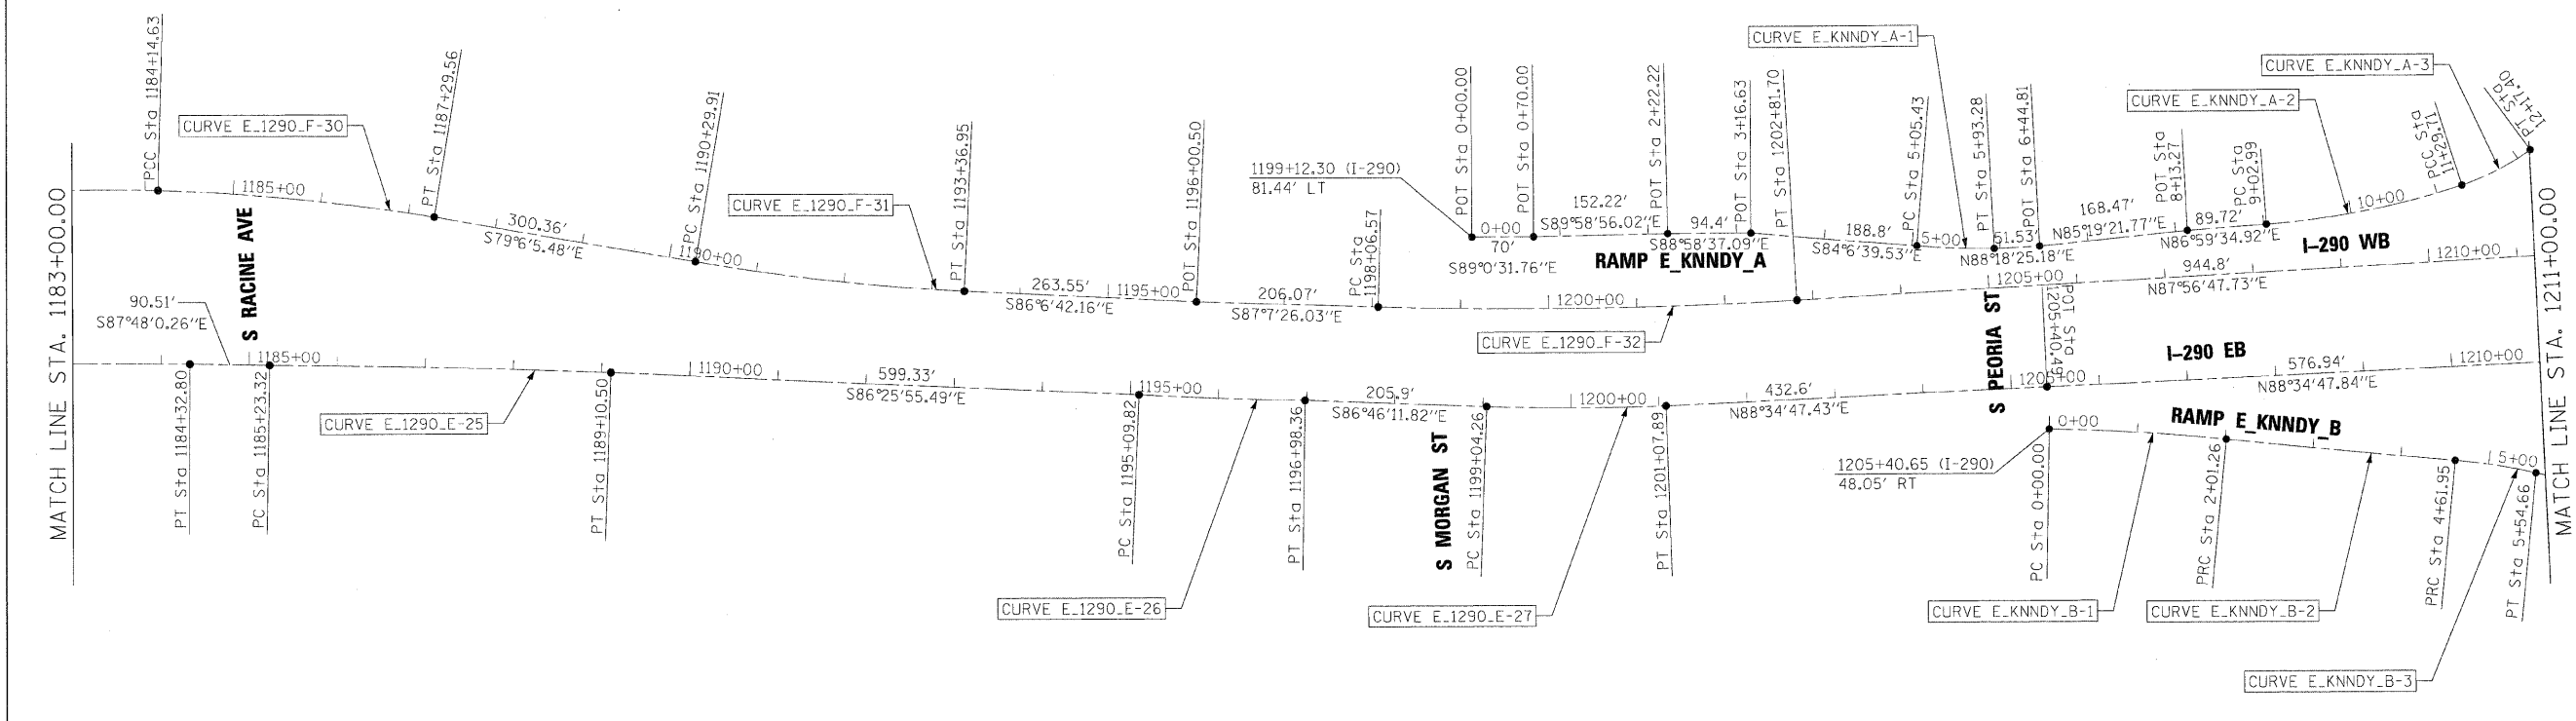 MATCH LINE STA. 1183+00.00
PCC Sta 1184+14.63
CURVE E_1290_F-30
PT Sta 1187+29.56
1185+00
S RACINE AVE
300.36'
S79°6'5.48"E
PC Sta 1190+29.91
1190+00
CURVE E_1290_F-31
PT Sta 1193+36.95
263.55'
S86°6'42.16"E
1195+00
POT Sta 1196+00.50
206.07'
S87°7'26.03"E
PC Sta
1198+06.57
1199+12.30 (I-290)
81.44' LT
POT Sta 0+00.00
0+00
70'
S89°0'31.76"E
POT Sta 0+70.00
152.22'
S89°58'56.02"E
POT Sta 2+22.22
94.4'
S88°58'37.09"E
RAMP E_KNNDY_A
POT Sta 3+16.63
PT Sta 1202+81.70
1200+00
CURVE E_1290_F-32
CURVE E_KNNDY_A-1
188.8'
S84°6'39.53"E
PC Sta 5+05.43
5+00
PT Sta 5+93.28
51.53'
N88°18'25.18"E
POT Sta 6+44.81
168.47'
N85°19'21.77"E
POT Sta
8+13.27
89.72'
N86°59'34.92"E
PC Sta
9+02.99
CURVE E_KNNDY_A-2
10+00
CURVE E_KNNDY_A-3
PCC Sta
11+29.71
PT Sta
12+17.40
I-290 WB
1205+00
944.8'
N87°56'47.73"E
1210+00
MATCH LINE STA. 1211+00.00
90.51'
S87°48'0.26"E
PT Sta 1184+32.80
1185+00
PC Sta 1185+23.32
CURVE E_1290_E-25
PT Sta 1189+10.50
1190+00
599.33'
S86°25'55.49"E
PC Sta 1195+09.82
1195+00
CURVE E_1290_E-26
PT Sta 1196+98.36
205.9'
S86°46'11.82"E
S MORGAN ST
PC Sta 1199+04.26
1200+00
CURVE E_1290_E-27
PT Sta 1201+07.89
432.6'
N88°34'47.43"E
S PEORIA ST
1205+00
POT Sta
1205+40.49
I-290 EB
576.94'
N88°34'47.84"E
1210+00
1205+40.65 (I-290)
48.05' RT
0+00
PC Sta 0+00.00
RAMP E_KNNDY_B
CURVE E_KNNDY_B-1
PRC Sta 2+01.26
CURVE E_KNNDY_B-2
PRC Sta 4+61.95
5+00
PT Sta 5+54.66
CURVE E_KNNDY_B-3